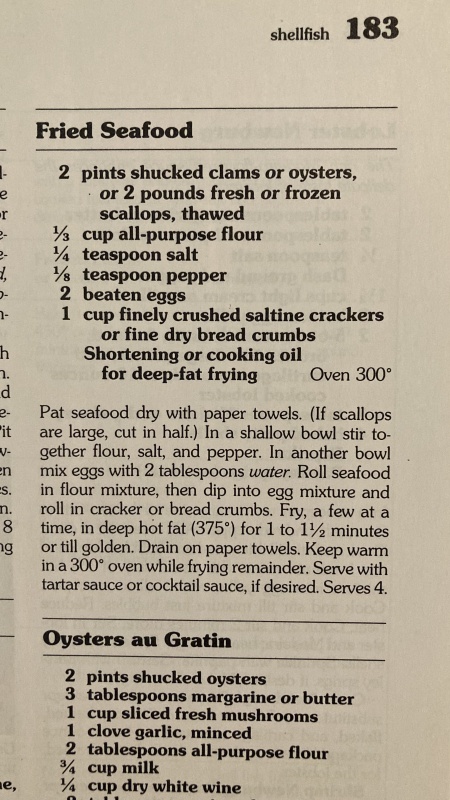 shellfish 183
Fried Seafood
2 pints shucked clams or oysters,
or 2 pounds fresh or frozen
scallops, thawed
⅓ cup all-purpose flour
¼ teaspoon salt
⅛ teaspoon pepper
2 beaten eggs
1 cup finely crushed saltine crackers
or fine dry bread crumbs
Shortening or cooking oil
for deep-fat frying Oven 300°
Pat seafood dry with paper towels. (If scallops
are large, cut in half.) In a shallow bowl stir to-
gether flour, salt, and pepper. In another bowl
mix eggs with 2 tablespoons water. Roll seafood
in flour mixture, then dip into egg mixture and
roll in cracker or bread crumbs. Fry, a few at a
time, in deep hot fat (375°) for 1 to 1½ minutes
or till golden. Drain on paper towels. Keep warm
in a 300° oven while frying remainder. Serve with
tartar sauce or cocktail sauce, if desired. Serves 4.
Oysters au Gratin
2 pints shucked oysters
3 tablespoons margarine or butter
1 cup sliced fresh mushrooms
1 clove garlic, minced
2 tablespoons all-purpose flour
¾ cup milk
¼ cup dry white wine